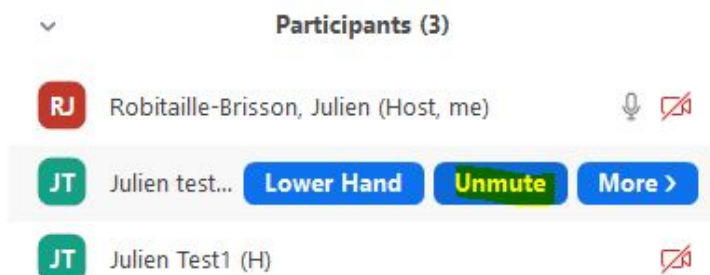 Participants (3)
RJ Robitaille-Brisson, Julien (Host, me)
JT Julien test... Lower Hand Unmute More >
JT Julien Test1 (H)